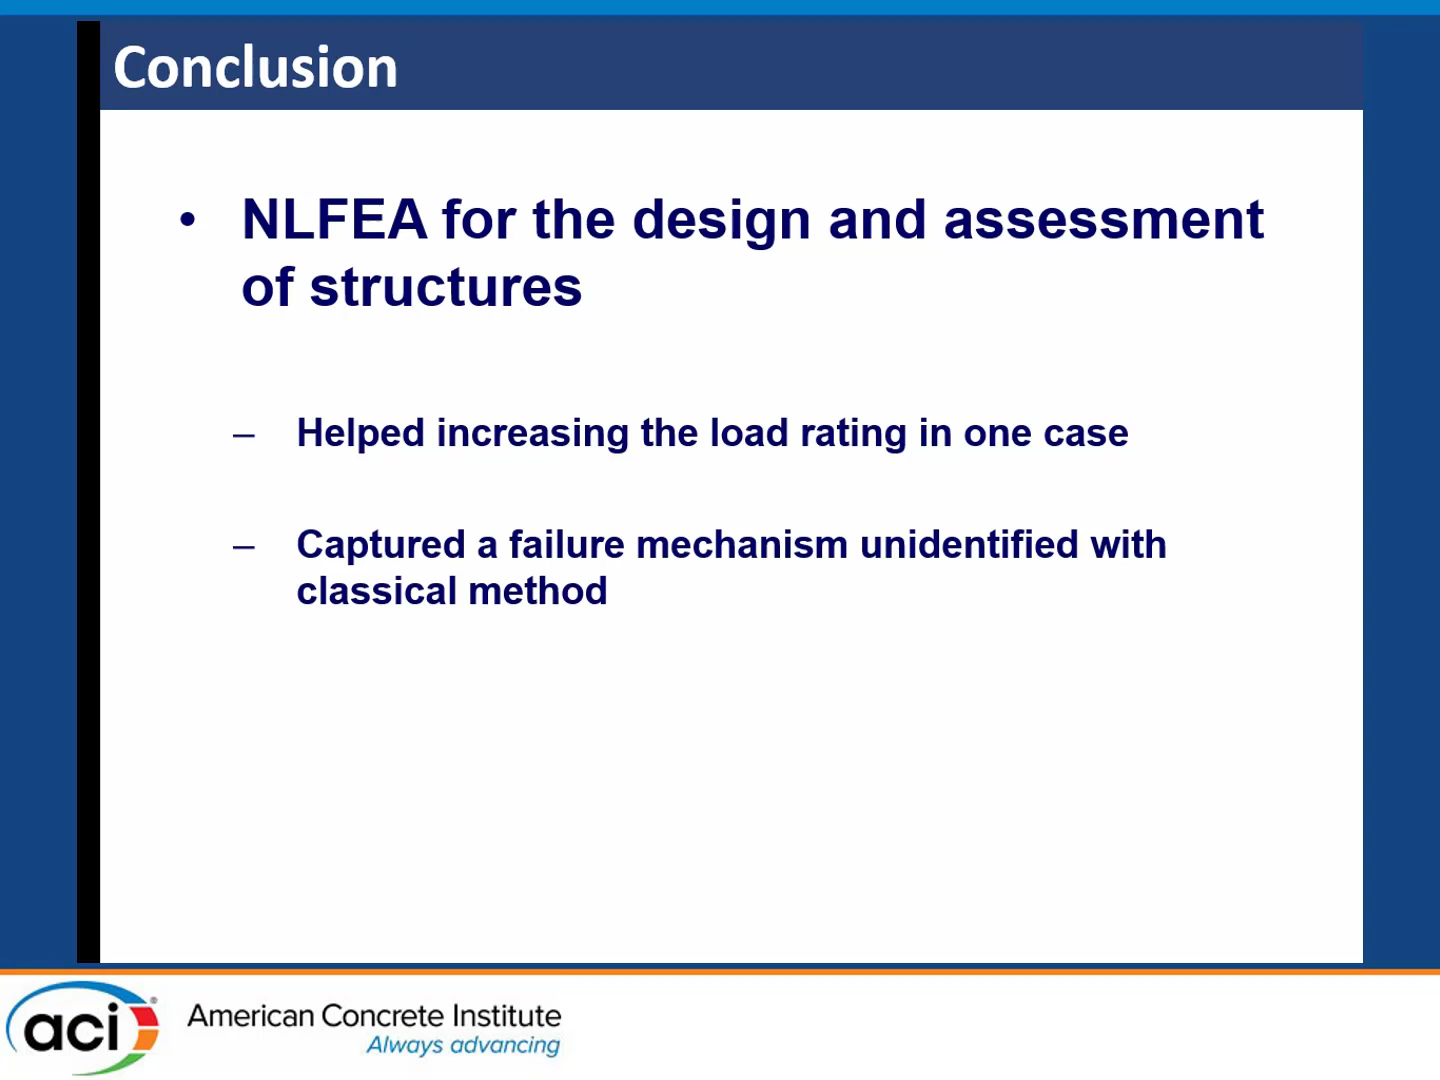 Conclusion
• NLFEA for the design and assessment
of structures
– Helped increasing the load rating in one case
– Captured a failure mechanism unidentified with
classical method
aci®
American Concrete Institute
Always advancing